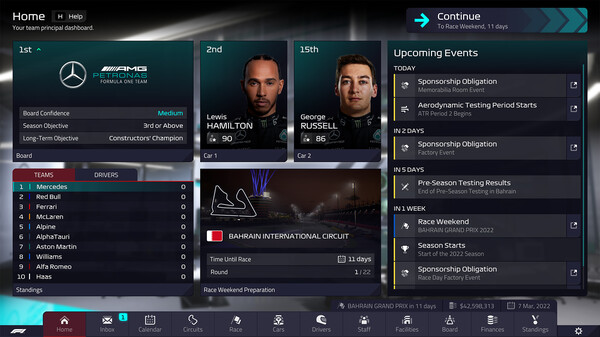 Home
H Help
Your team principal dashboard.
Continue
To Race Weekend, 11 days
1st
AMG
PETRONAS
FORMULA ONE TEAM
Board Confidence Medium
Season Objective 3rd or Above
Long-Term Objective Constructors' Champion
Board
2nd
Lewis
HAMILTON
90
Car 1
15th
George
RUSSELL
86
Car 2
Upcoming Events
TODAY
Sponsorship Obligation
Memorabilia Room Event
Aerodynamic Testing Period Starts
ATR Period 2 Begins
IN 2 DAYS
Sponsorship Obligation
Factory Event
IN 5 DAYS
Pre-Season Testing Results
End of Pre-Season Testing in Bahrain
IN 1 WEEK
Race Weekend
BAHRAIN GRAND PRIX 2022
Season Starts
Start of the 2022 Season
Sponsorship Obligation
Race Day Factory Event
TEAMS DRIVERS
1 Mercedes 0
2 Red Bull 0
3 Ferrari 0
4 McLaren 0
5 Alpine 0
6 AlphaTauri 0
7 Aston Martin 0
8 Williams 0
9 Alfa Romeo 0
10 Haas 0
Standings
BAHRAIN INTERNATIONAL CIRCUIT
Time Until Race 11 days
Round 1 / 22
Race Weekend Preparation
BAHRAIN GRAND PRIX in 11 days
$42,598,313
7 Mar, 2022
F1
Home
Inbox
1
Calendar
Circuits
Race
Cars
Drivers
Staff
Facilities
Board
Finances
Standings